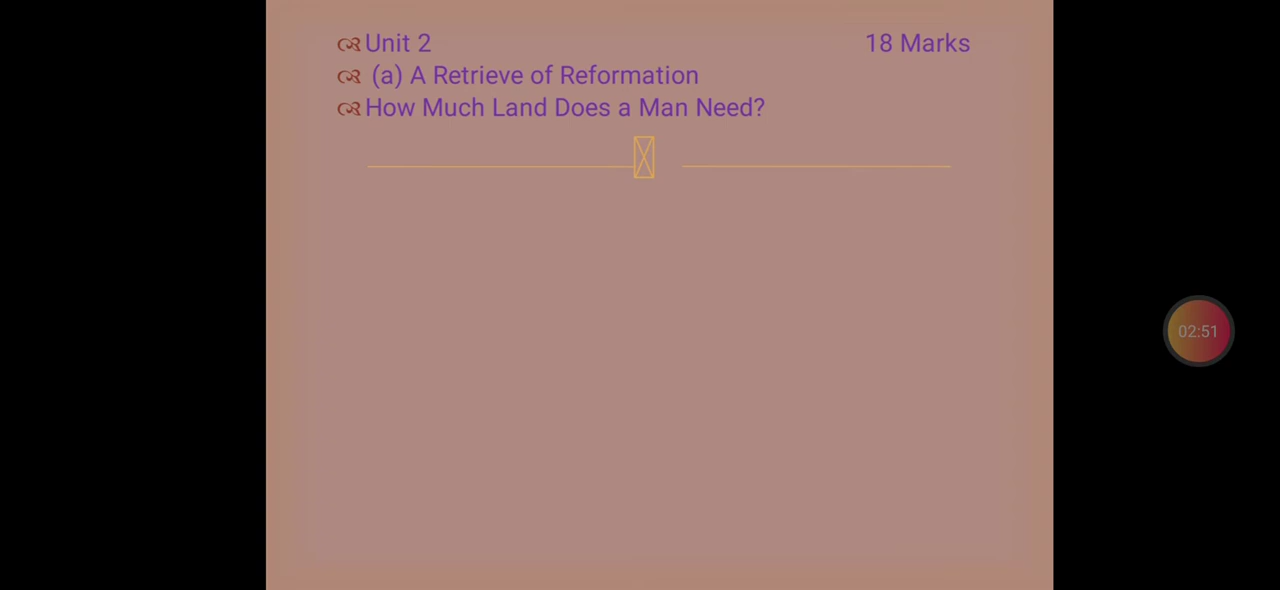 Unit 2 18 Marks
(a) A Retrieve of Reformation
How Much Land Does a Man Need?
02:51